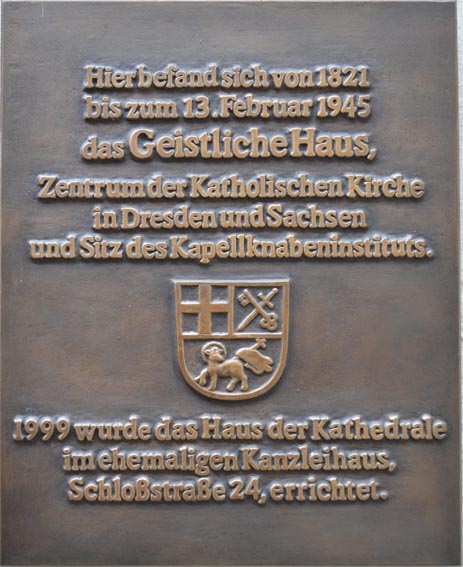 Hier befand sich von 1821
bis zum 13. Februar 1945
das Geistliche Haus,
Zentrum der Katholischen Kirche
in Dresden und Sachsen
und Sitz des Kapellknabeninstituts.
1999 wurde das Haus der Kathedrale
im ehemaligen Kanzleihaus,
Schloßstraße 24, errichtet.